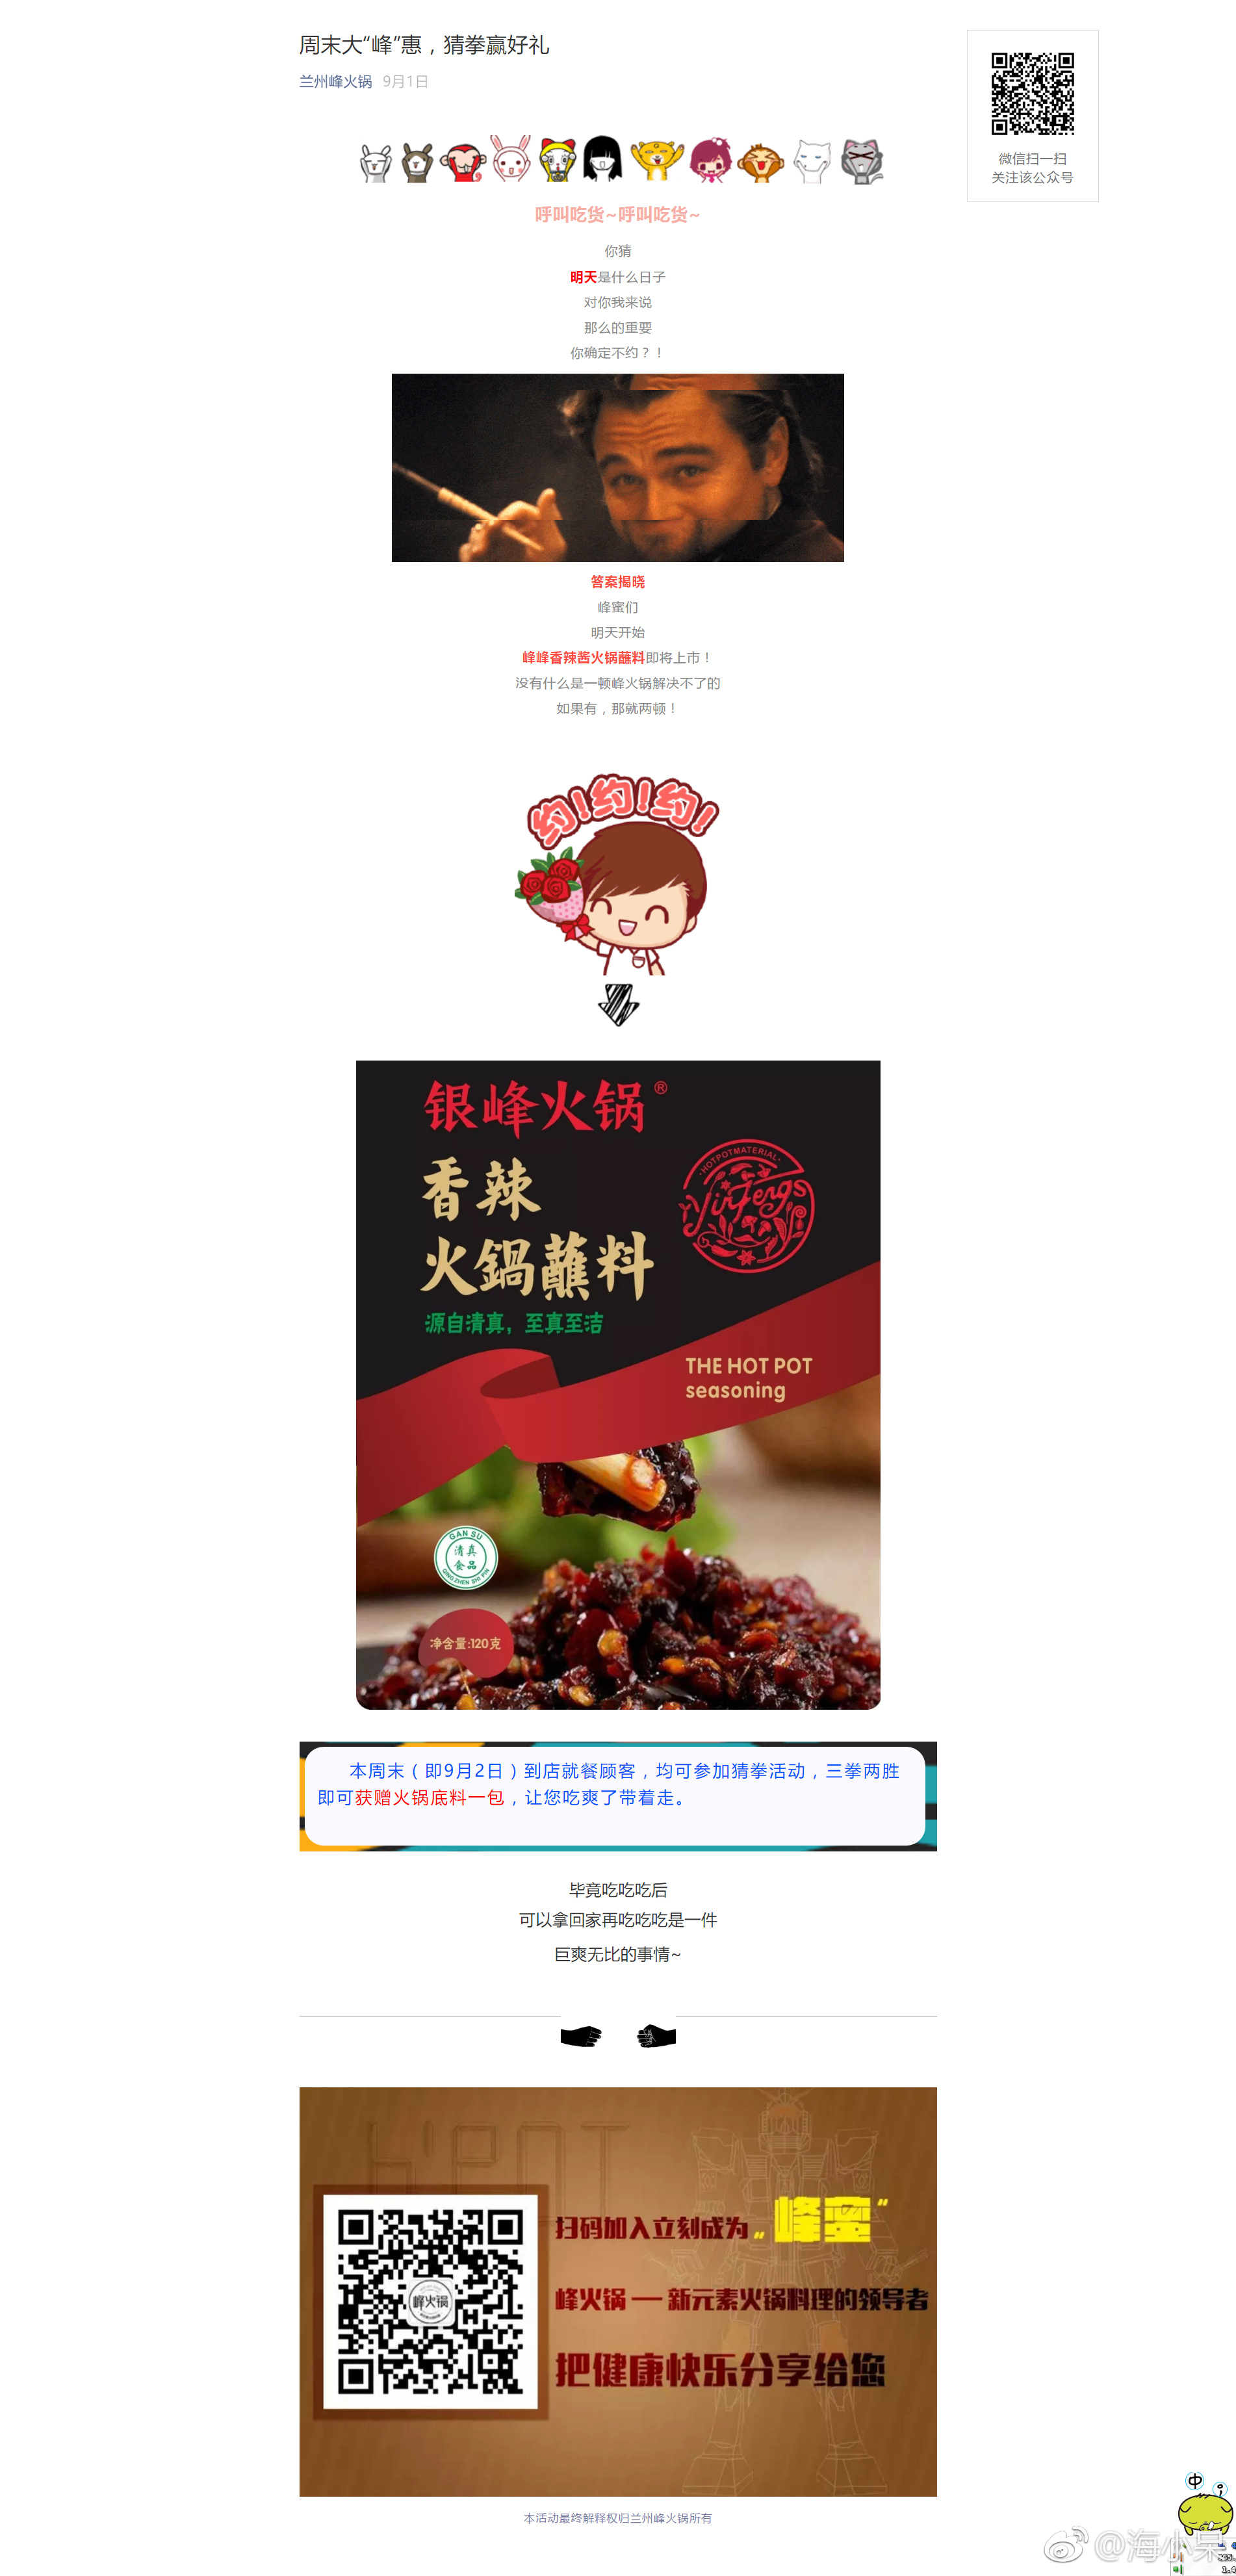 周末大“峰”惠，猜拳赢好礼
兰州峰火锅 9月1日
微信扫一扫
关注该公众号
呼叫吃货~呼叫吃货~
你猜
明天是什么日子
对你我来说
那么的重要
你确定不约？！
答案揭晓
峰蜜们
明天开始
峰峰香辣酱火锅蘸料即将上市！
没有什么是一顿峰火锅解决不了的
如果有，那就两顿！
约!约!约!
银峰火锅®
香辣
火鍋蘸料
·HOTPOTMATERIAL·
Yinfengs
源自清真，至真至洁
THE HOT POT
seasoning
GAN SU
清真
食品
QING ZHEN SHI PIN
净含量:120克
本周末（即9月2日）到店就餐顾客，均可参加猜拳活动，三拳两胜
即可获赠火锅底料一包，让您吃爽了带着走。
毕竟吃吃吃后
可以拿回家再吃吃吃是一件
巨爽无比的事情~
扫码加入立刻成为“峰蜜”
峰火锅
峰火锅 — 新元素火锅料理的领导者
把健康快乐分享给您
本活动最终解释权归兰州峰火锅所有
中
@海小呆